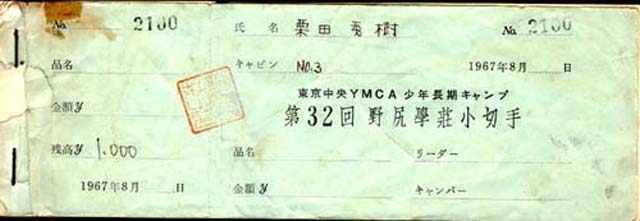 No. 2100
品名
金額 y
残高 y 1.000
1967年8月 日
氏名 栗田秀樹 No. 2100
キャビン No.3 1967年8月 日
東京中央YMCA少年長期キャンプ
第32回野尻學荘小切手
品名 リーダー
金額 y キャンパー